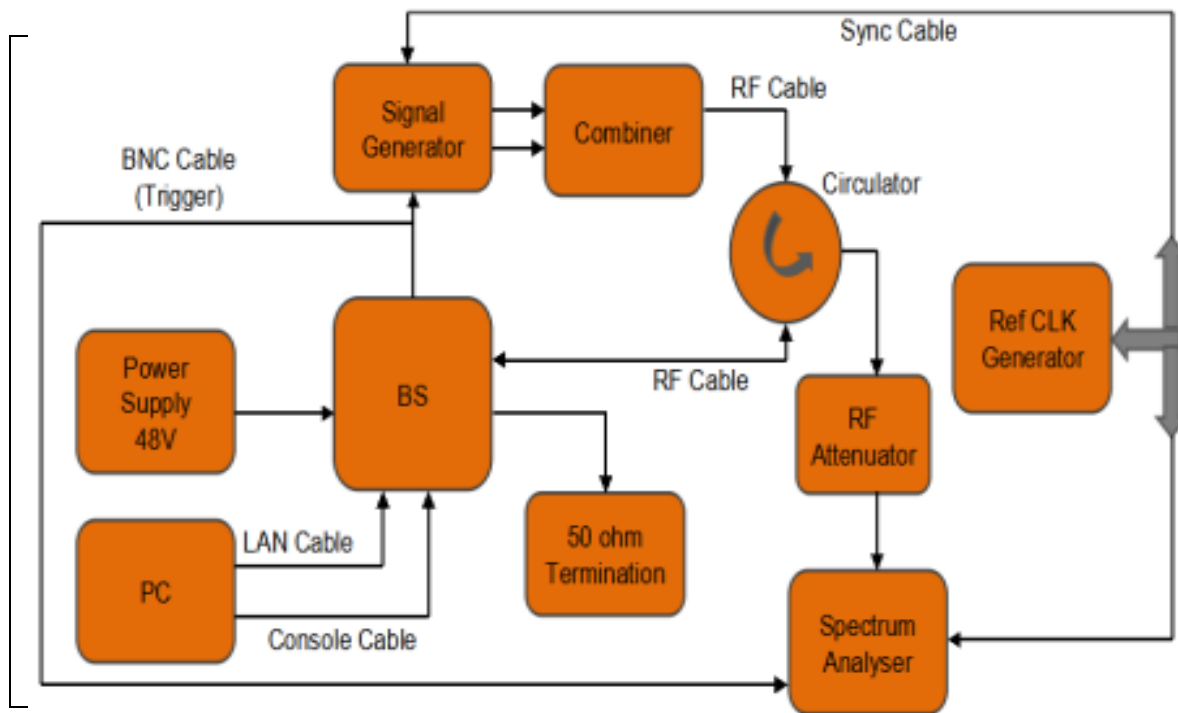 Sync Cable
RF Cable
Signal
Generator
Combiner
BNC Cable
(Trigger)
Circulator
Ref CLK
Generator
Power
Supply
48V
BS
RF Cable
RF
Attenuator
LAN Cable
50 ohm
Termination
PC
Console Cable
Spectrum
Analyser